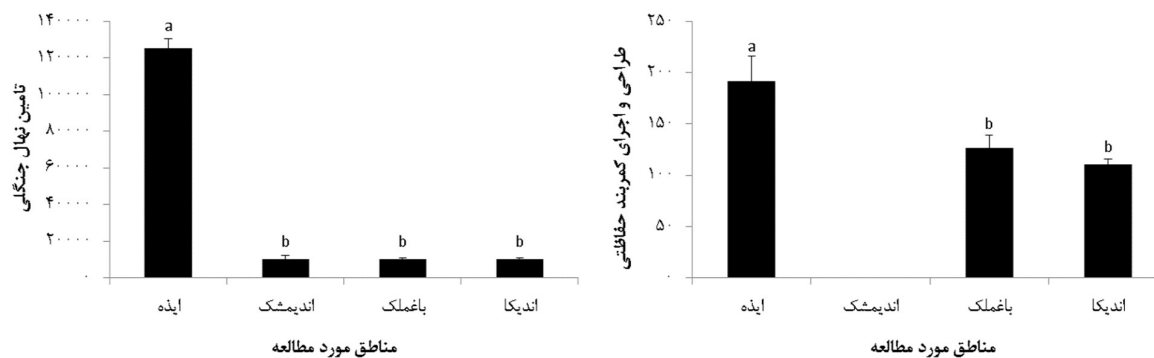 تامین نهال جنگلی
۱۴۰۰۰۰
۱۲۰۰۰۰
۱۰۰۰۰۰
۸۰۰۰۰
۶۰۰۰۰
۴۰۰۰۰
۲۰۰۰۰
۰
a
b
b
b
ایذه
اندیمشک
باغملک
اندیکا
مناطق مورد مطالعه
طراحی و اجرای کمربند حفاظتی
۲۵۰
۲۰۰
۱۵۰
۱۰۰
۵۰
۰
a
b
b
ایذه
اندیمشک
باغملک
اندیکا
مناطق مورد مطالعه